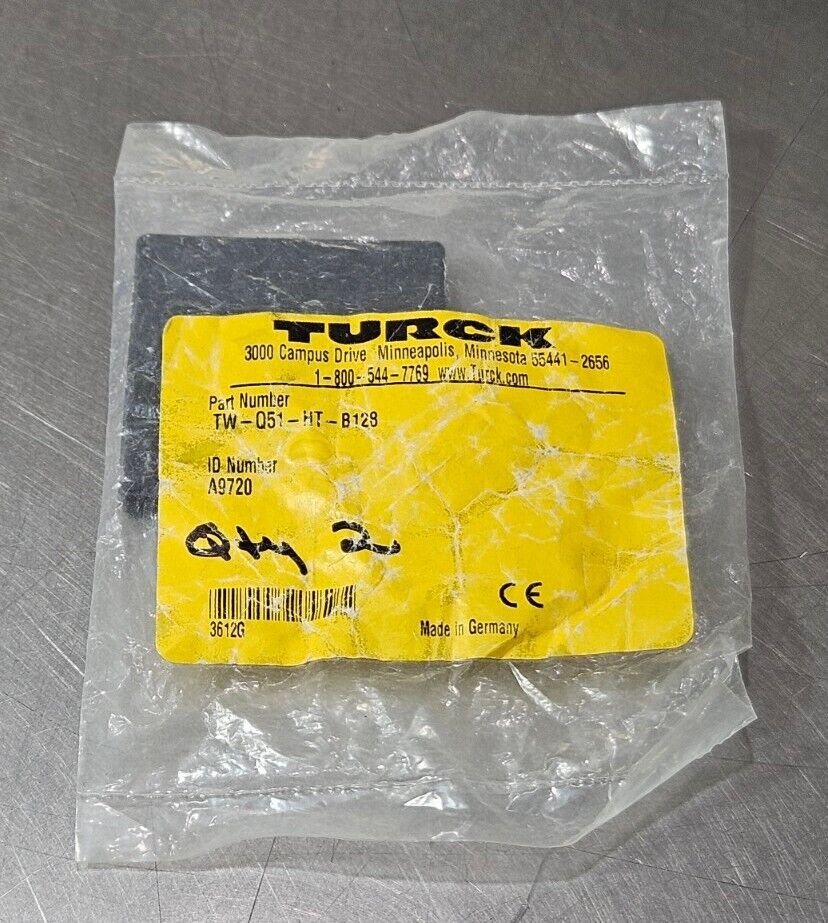 TURCK
3000 Campus Drive Minneapolis, Minnesota 55441-2656
1-800-544-7769 www.Turck.com
Part Number
TW-Q51-HT-B128
ID Number
A9720
Qty 2
CE
3612G
Made in Germany